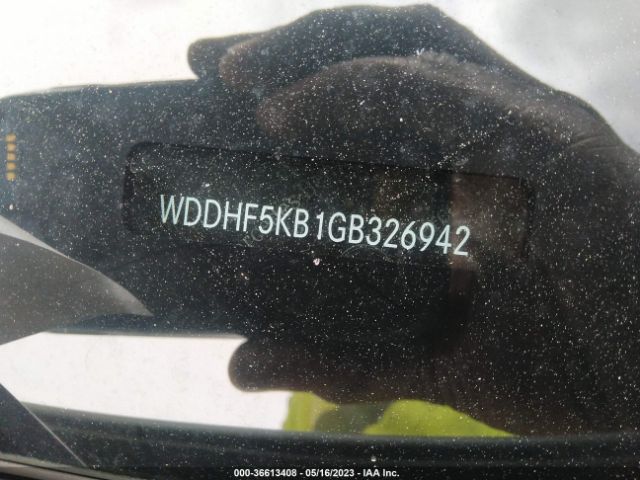 WDDHF5KB1GB326942
000-36613408 - 05/16/2023 - IAA Inc.